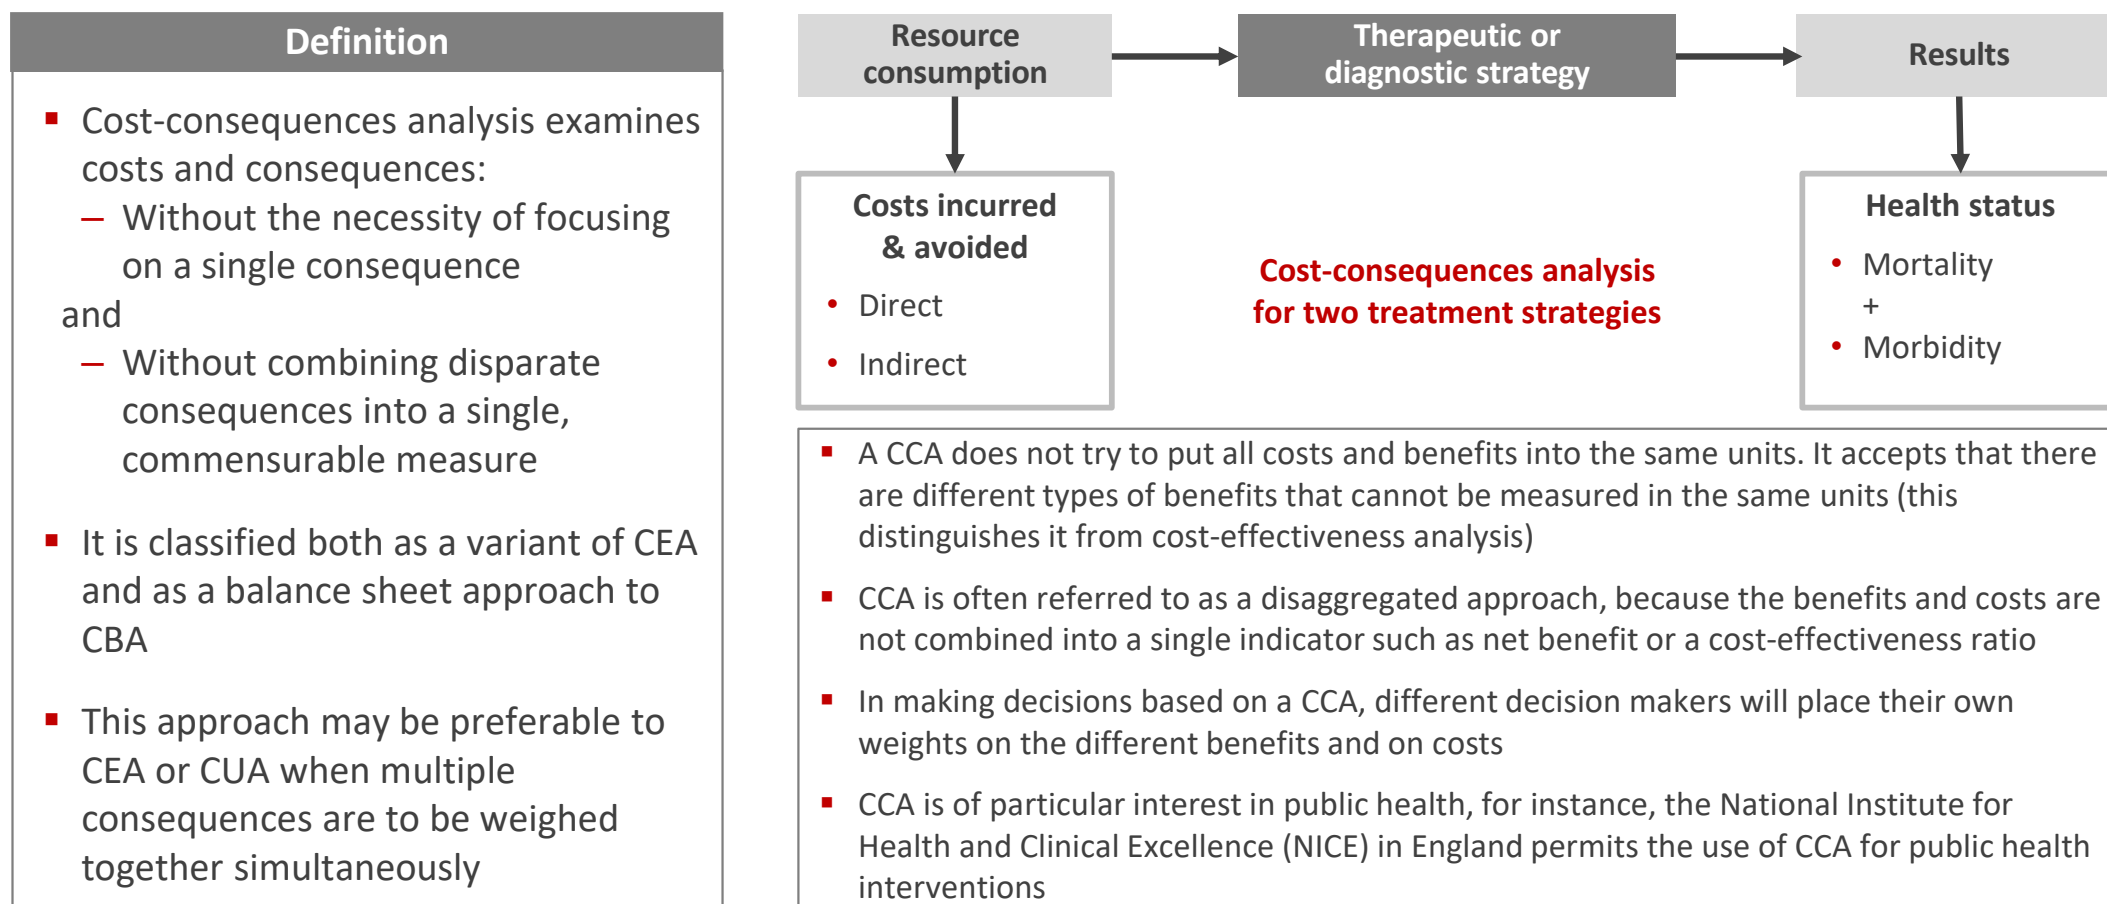 Definition
▪ Cost-consequences analysis examines
costs and consequences:
– Without the necessity of focusing
on a single consequence
and
– Without combining disparate
consequences into a single,
commensurable measure
▪ It is classified both as a variant of CEA
and as a balance sheet approach to
CBA
▪ This approach may be preferable to
CEA or CUA when multiple
consequences are to be weighed
together simultaneously
Resource
consumption
Therapeutic or
diagnostic strategy
Results
Costs incurred
& avoided
• Direct
• Indirect
Cost-consequences analysis
for two treatment strategies
Health status
• Mortality
+
• Morbidity
▪ A CCA does not try to put all costs and benefits into the same units. It accepts that there
are different types of benefits that cannot be measured in the same units (this
distinguishes it from cost-effectiveness analysis)
▪ CCA is often referred to as a disaggregated approach, because the benefits and costs are
not combined into a single indicator such as net benefit or a cost-effectiveness ratio
▪ In making decisions based on a CCA, different decision makers will place their own
weights on the different benefits and on costs
▪ CCA is of particular interest in public health, for instance, the National Institute for
Health and Clinical Excellence (NICE) in England permits the use of CCA for public health
interventions